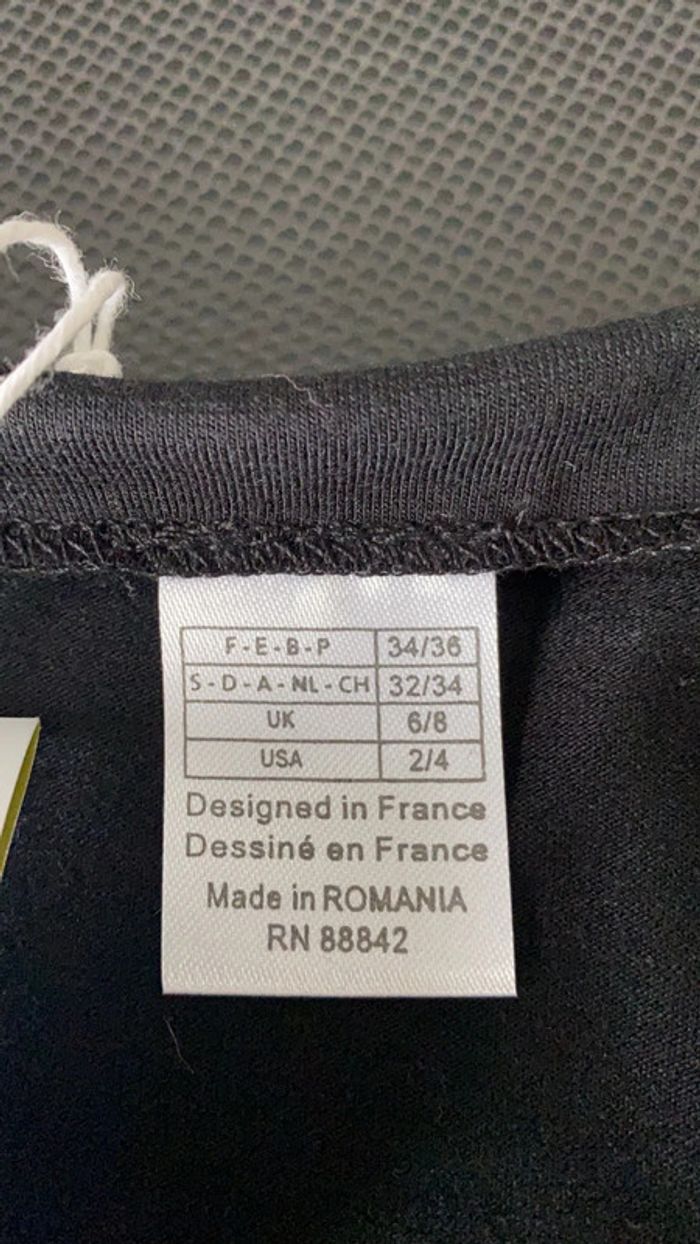 F - E - B - P 34/36
S - D - A - NL - CH 32/34
UK 6/8
USA 2/4
Designed in France
Dessiné en France
Made in ROMANIA
RN 88842